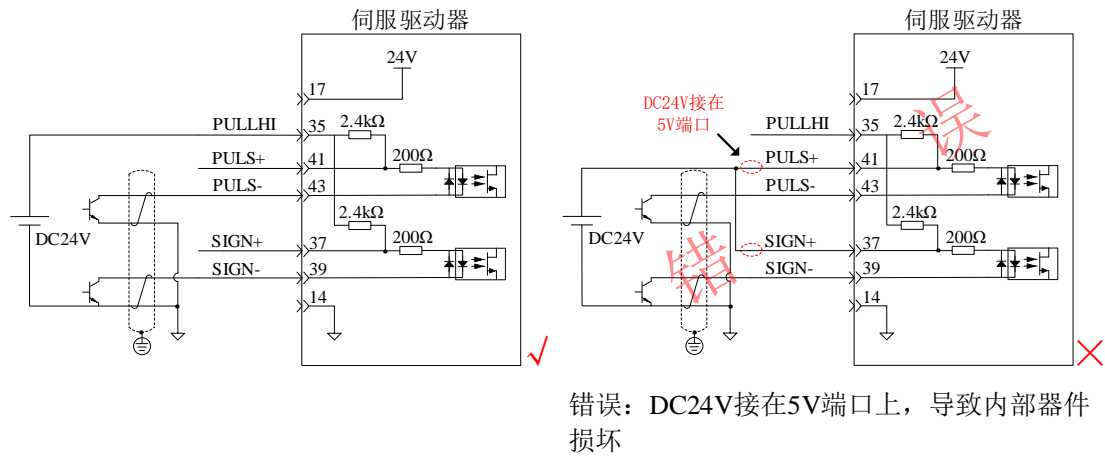 伺服驱动器
24V
17
PULLHI
35
2.4kΩ
PULS+
41
200Ω
PULS-
43
2.4kΩ
DC24V
SIGN+
37
200Ω
SIGN-
39
14
√
伺服驱动器
24V
17
DC24V接在
5V端口
PULLHI
35
2.4kΩ
误
PULS+
41
200Ω
PULS-
43
2.4kΩ
DC24V
SIGN+
37
200Ω
错
SIGN-
39
14
×
错误：DC24V接在5V端口上，导致内部器件
损坏